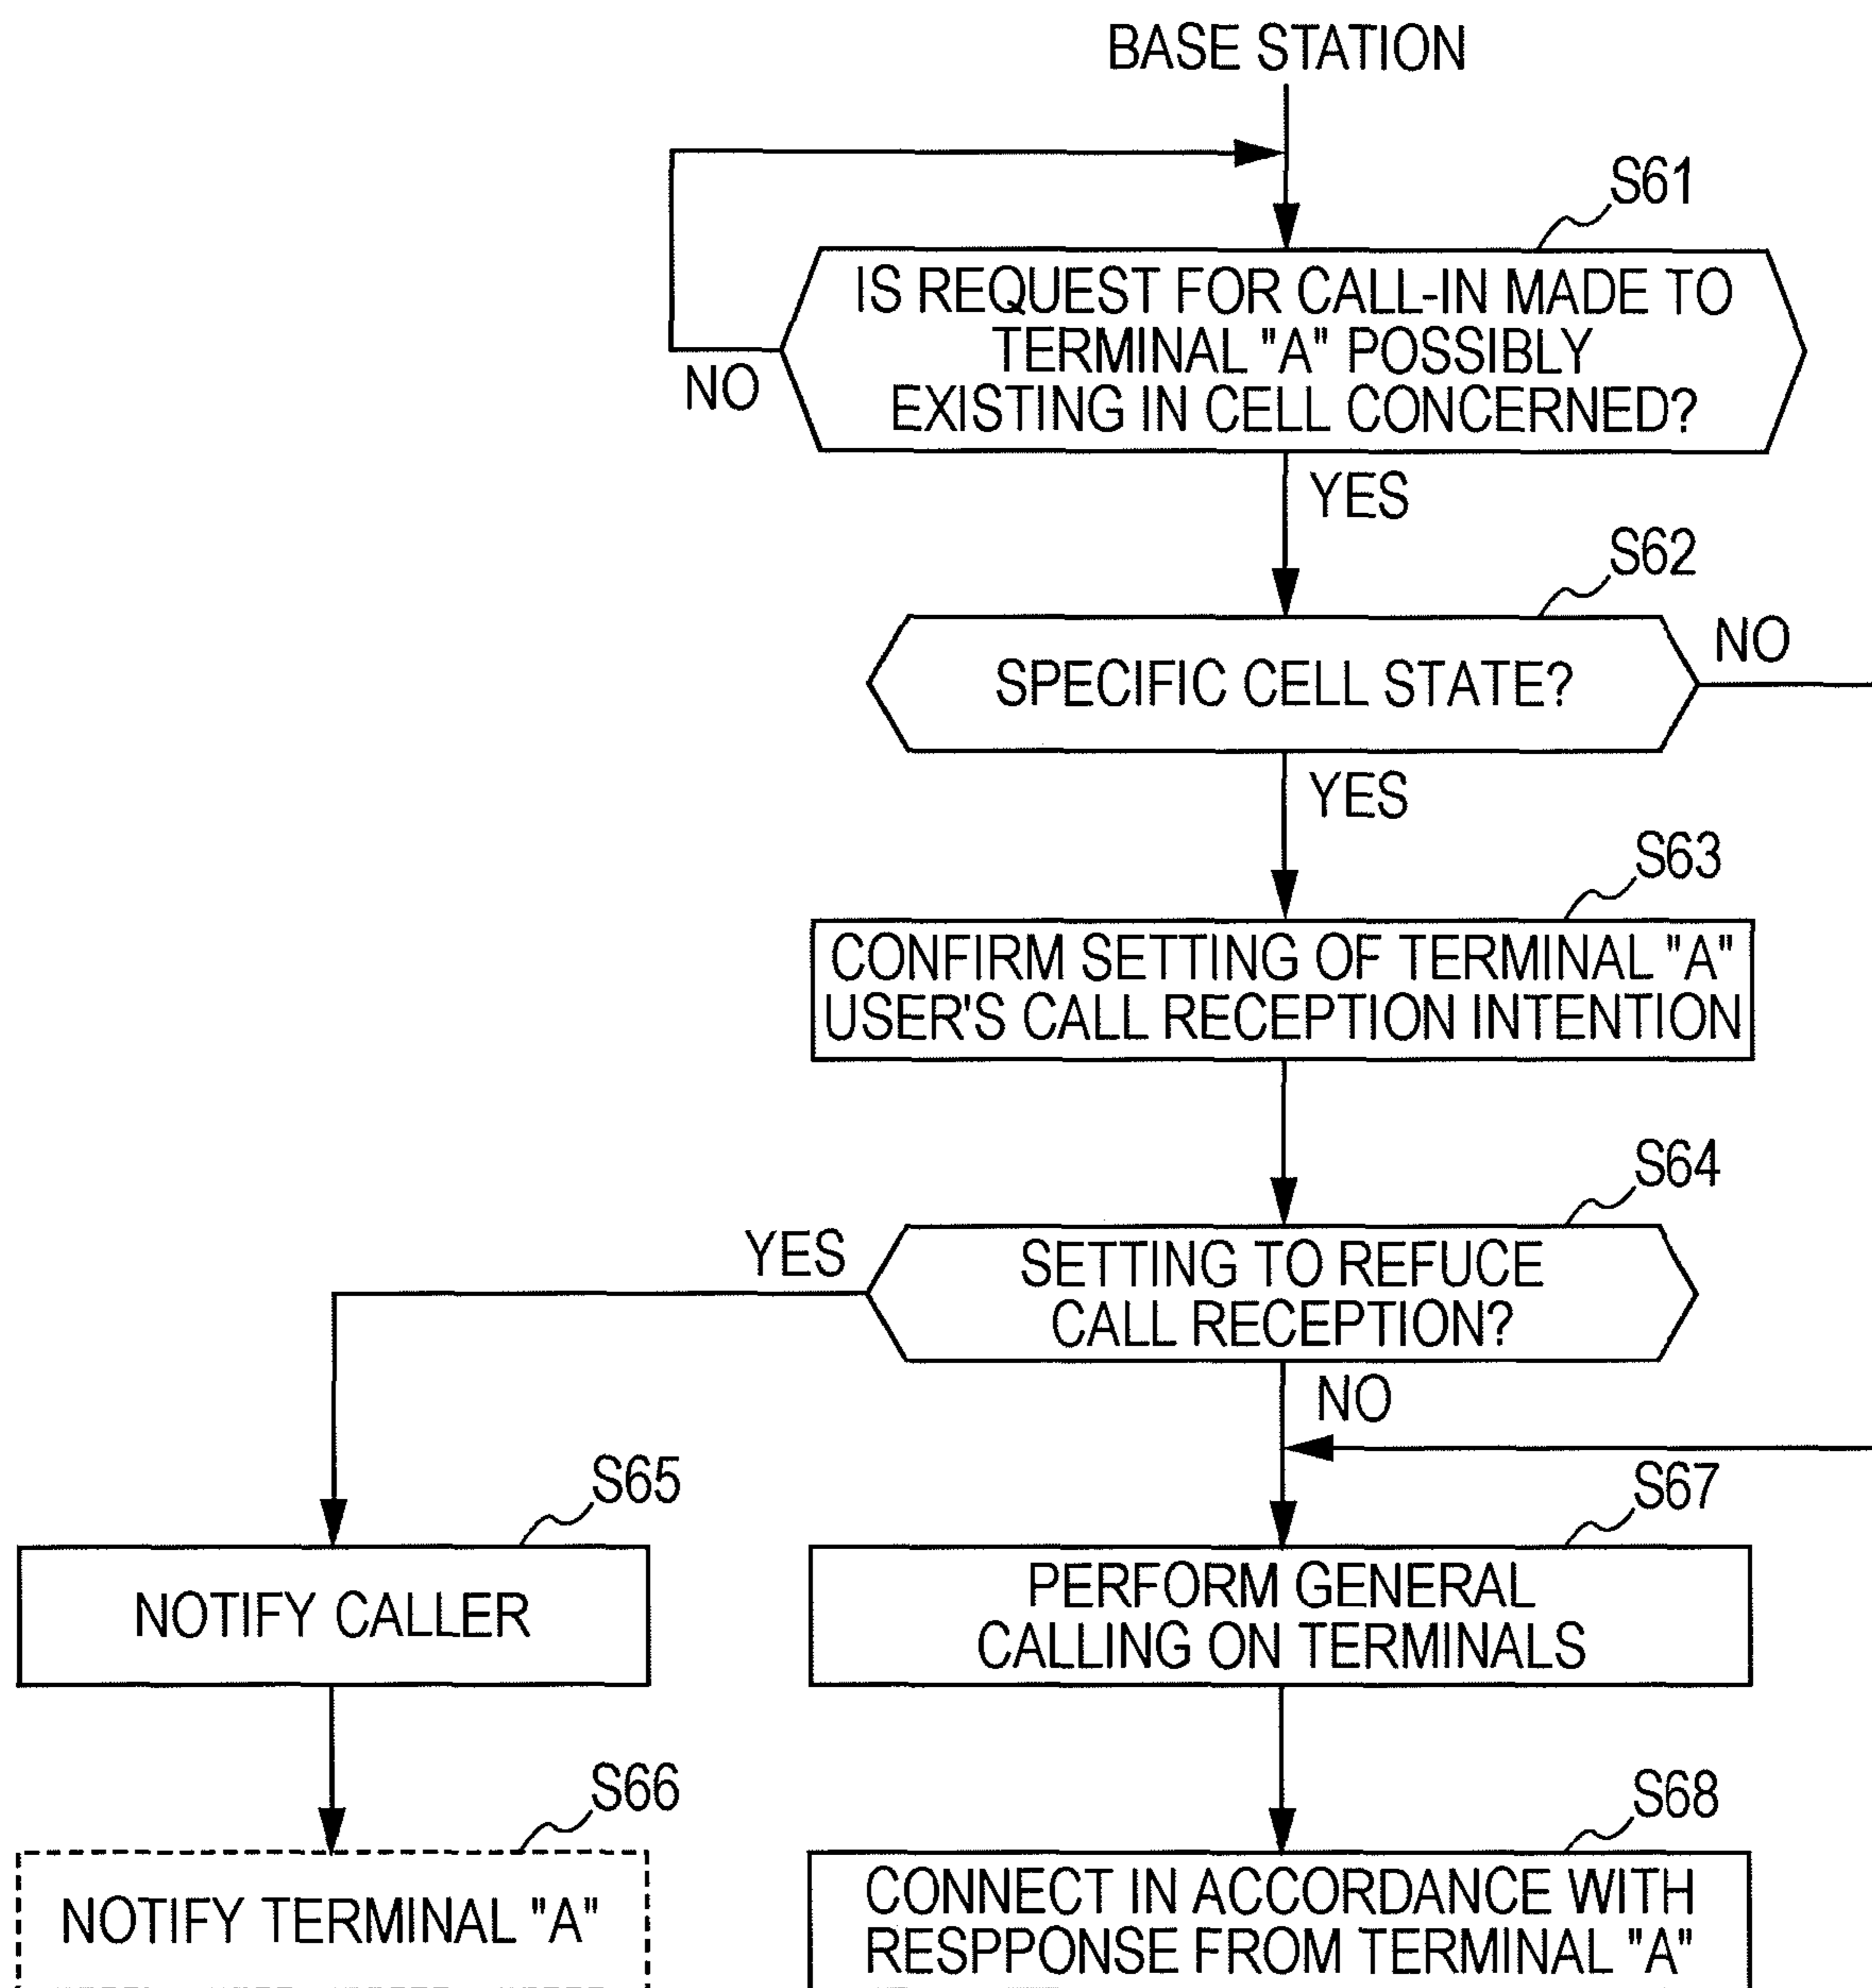 BASE STATION
S61
IS REQUEST FOR CALL-IN MADE TO
TERMINAL "A" POSSIBLY
EXISTING IN CELL CONCERNED?
NO
YES
S62
SPECIFIC CELL STATE?
NO
YES
S63
CONFIRM SETTING OF TERMINAL "A"
USER'S CALL RECEPTION INTENTION
S64
SETTING TO REFUCE
CALL RECEPTION?
YES
NO
S65
NOTIFY CALLER
S67
PERFORM GENERAL
CALLING ON TERMINALS
S66
NOTIFY TERMINAL "A"
S68
CONNECT IN ACCORDANCE WITH
RESPPONSE FROM TERMINAL "A"